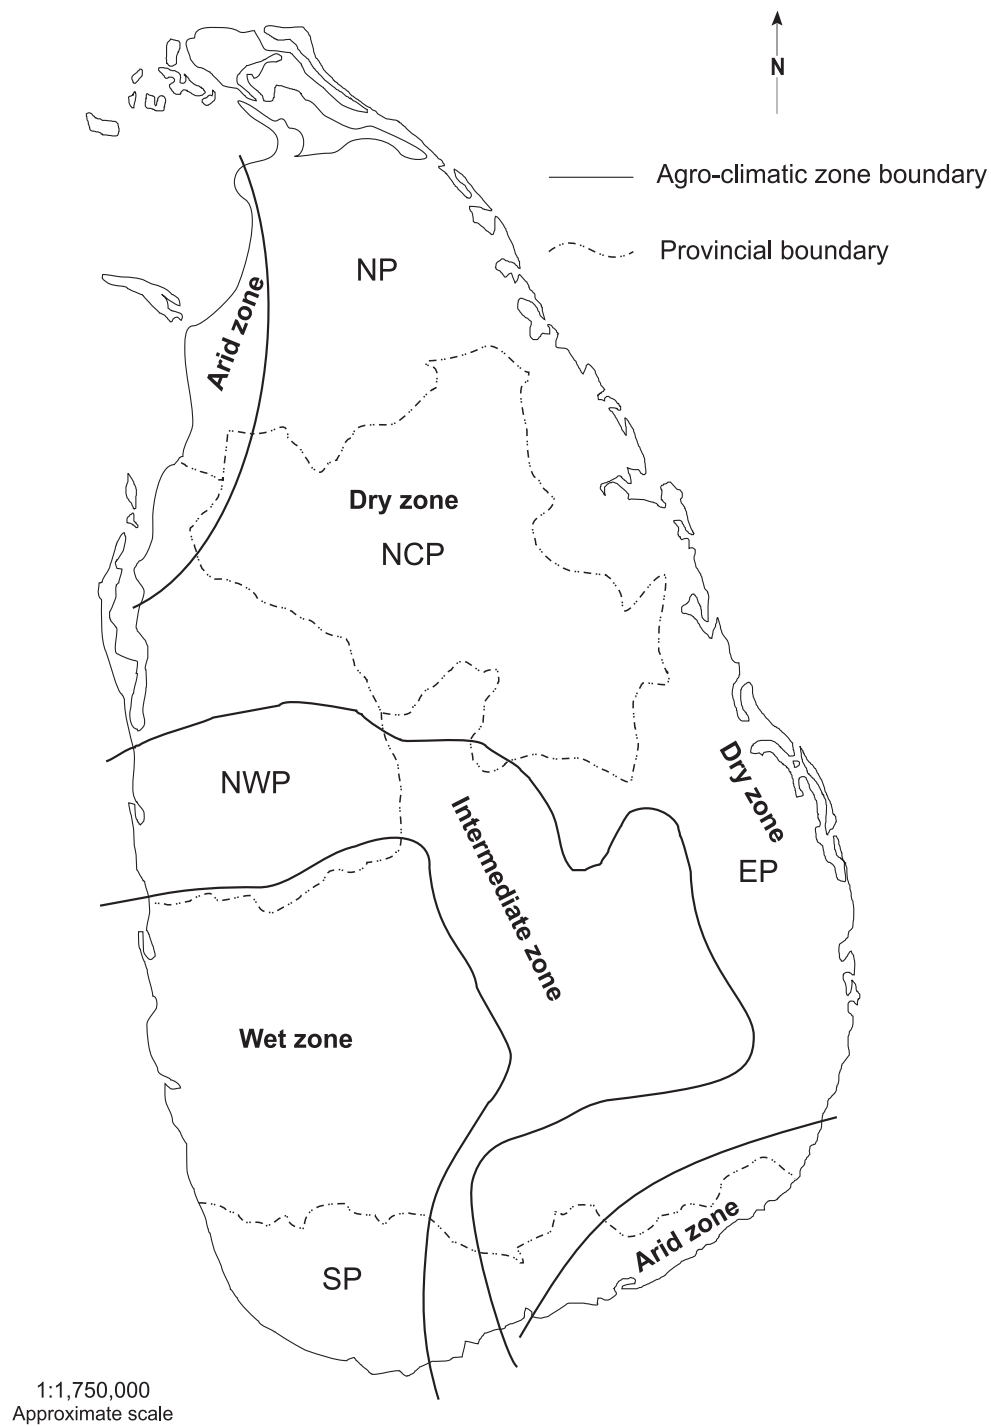 N
Agro-climatic zone boundary
Provincial boundary
NP
Arid zone
Dry zone
NCP
NWP
Dry zone
Intermediate zone
EP
Wet zone
Arid zone
SP
1:1,750,000
Approximate scale